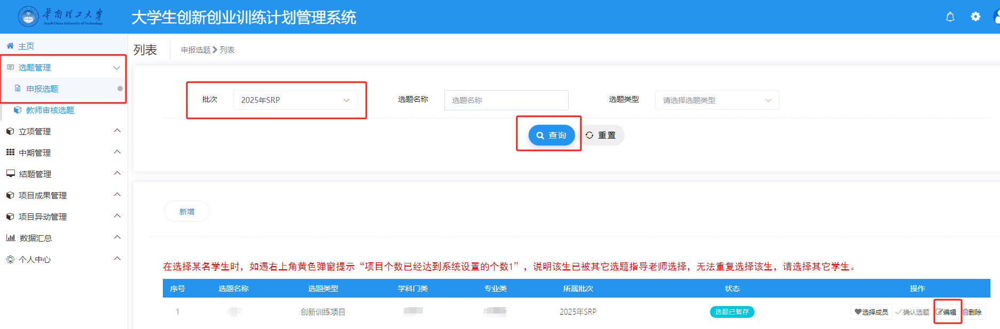 华南理工大学
South China University of Technology
大学生创新创业训练计划管理系统
主页
选题管理
申报选题
教师审核选题
立项管理
中期管理
结题管理
项目成果管理
项目异动管理
数据汇总
个人中心
列表
申报选题 列表
批次 2025年SRP 选题名称 选题名称 选题类型 请选择选题类型
查询 重置
新增
在选择某名学生时，如遇右上角黄色弹窗提示“项目个数已经达到系统设置的个数1”，说明该生已被其它选题指导老师选择，无法重复选择该生，请选择其它学生。
序号 选题名称 选题类型 学科门类 专业类 所属批次 状态 操作
1 创新训练项目 2025年SRP 选题已暂存 选择成员 确认选题 编辑 删除